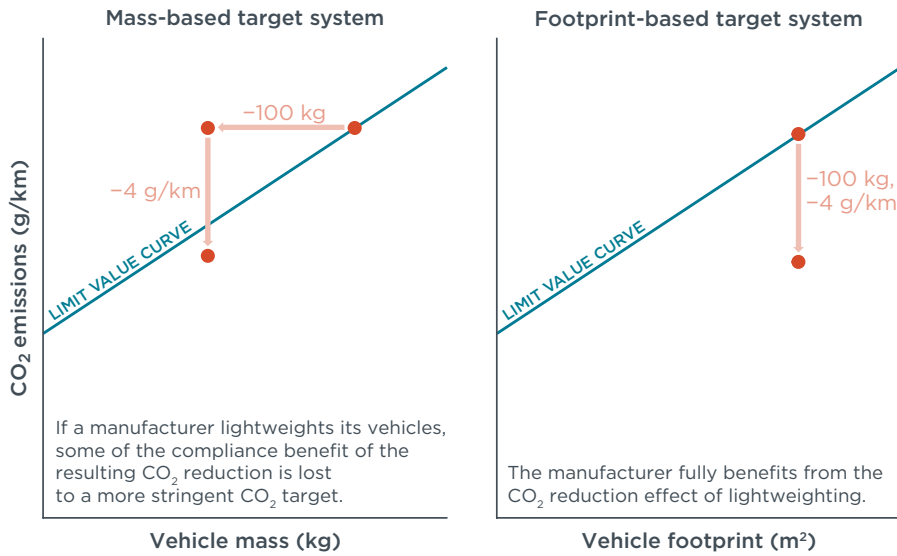 Mass-based target system
CO₂ emissions (g/km)
−100 kg
−4 g/km
LIMIT VALUE CURVE
If a manufacturer lightweights its vehicles,
some of the compliance benefit of the
resulting CO₂ reduction is lost
to a more stringent CO₂ target.
Vehicle mass (kg)
Footprint-based target system
−100 kg,
−4 g/km
LIMIT VALUE CURVE
The manufacturer fully benefits from the
CO₂ reduction effect of lightweighting.
Vehicle footprint (m²)